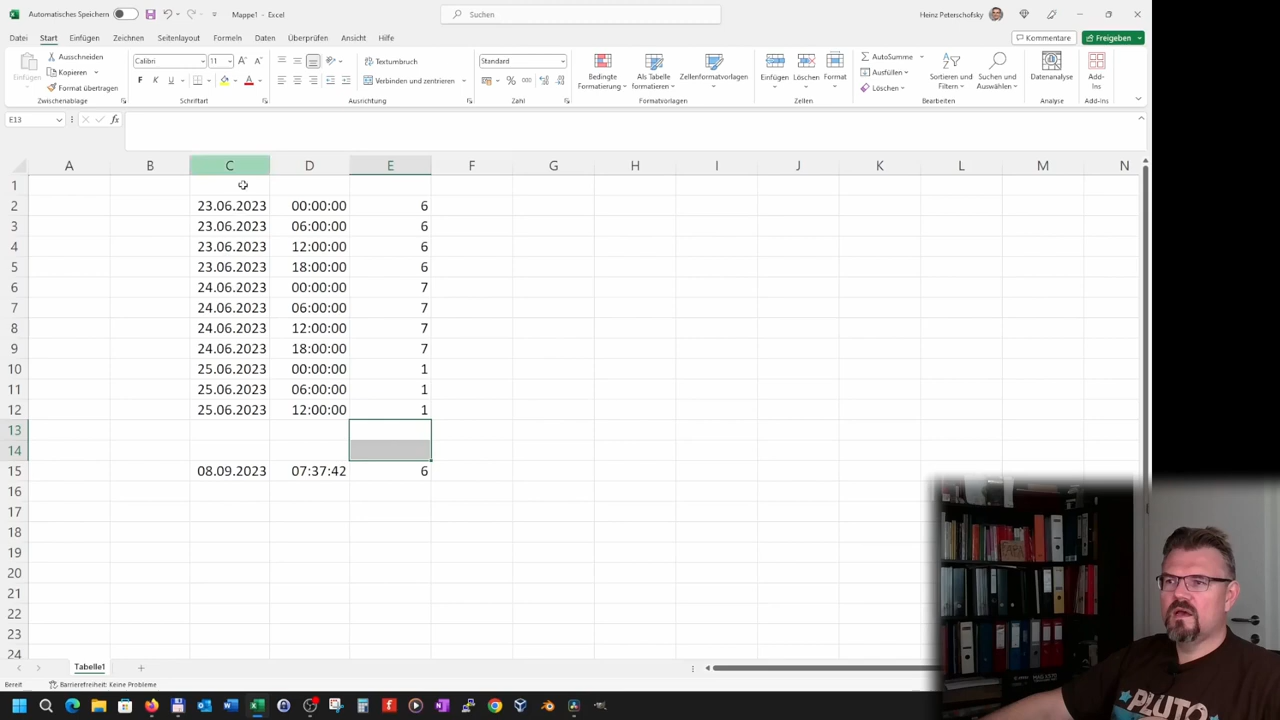 Automatisches Speichern
Mappe1 - Excel
Suchen
Heinz Peterschofsky
Datei Start Einfügen Zeichnen Seitenlayout Formeln Daten Überprüfen Ansicht Hilfe
Kommentare Freigeben
Einfügen
Ausschneiden
Kopieren
Format übertragen
Zwischenablage
Calibri 11
F K U
Schriftart
Textumbruch
Verbinden und zentrieren
Ausrichtung
Standard
Zahl
Bedingte Formatierung
Als Tabelle formatieren
Zellenformatvorlagen
Formatvorlagen
Einfügen Löschen Format
Zellen
AutoSumme
Ausfüllen
Löschen
Sortieren und Filtern
Suchen und Auswählen
Bearbeiten
Datenanalyse
Analyse
Add-Ins
Add-Ins
E13 fx
A B C D E F G H I J K L M N
1
2 23.06.2023 00:00:00 6
3 23.06.2023 06:00:00 6
4 23.06.2023 12:00:00 6
5 23.06.2023 18:00:00 6
6 24.06.2023 00:00:00 7
7 24.06.2023 06:00:00 7
8 24.06.2023 12:00:00 7
9 24.06.2023 18:00:00 7
10 25.06.2023 00:00:00 1
11 25.06.2023 06:00:00 1
12 25.06.2023 12:00:00 1
13
14
15 08.09.2023 07:37:42 6
16
17
18
19
20
21
22
23
24
Tabelle1
Bereit Barrierefreiheit: Keine Probleme
PLUTO